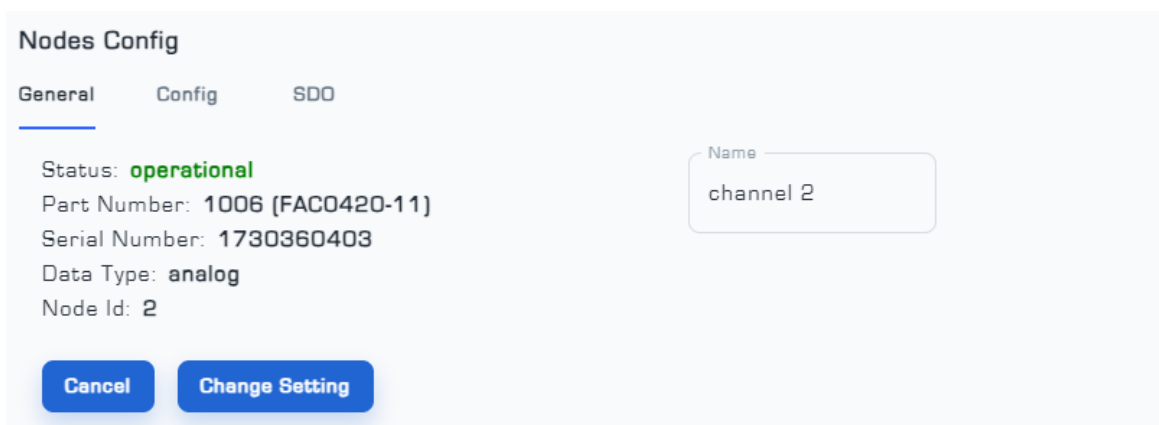 Nodes Config
General Config SDO
Status: operational
Part Number: 1006 (FAC0420-11)
Serial Number: 1730360403
Data Type: analog
Node Id: 2
Name
channel 2
Cancel Change Setting